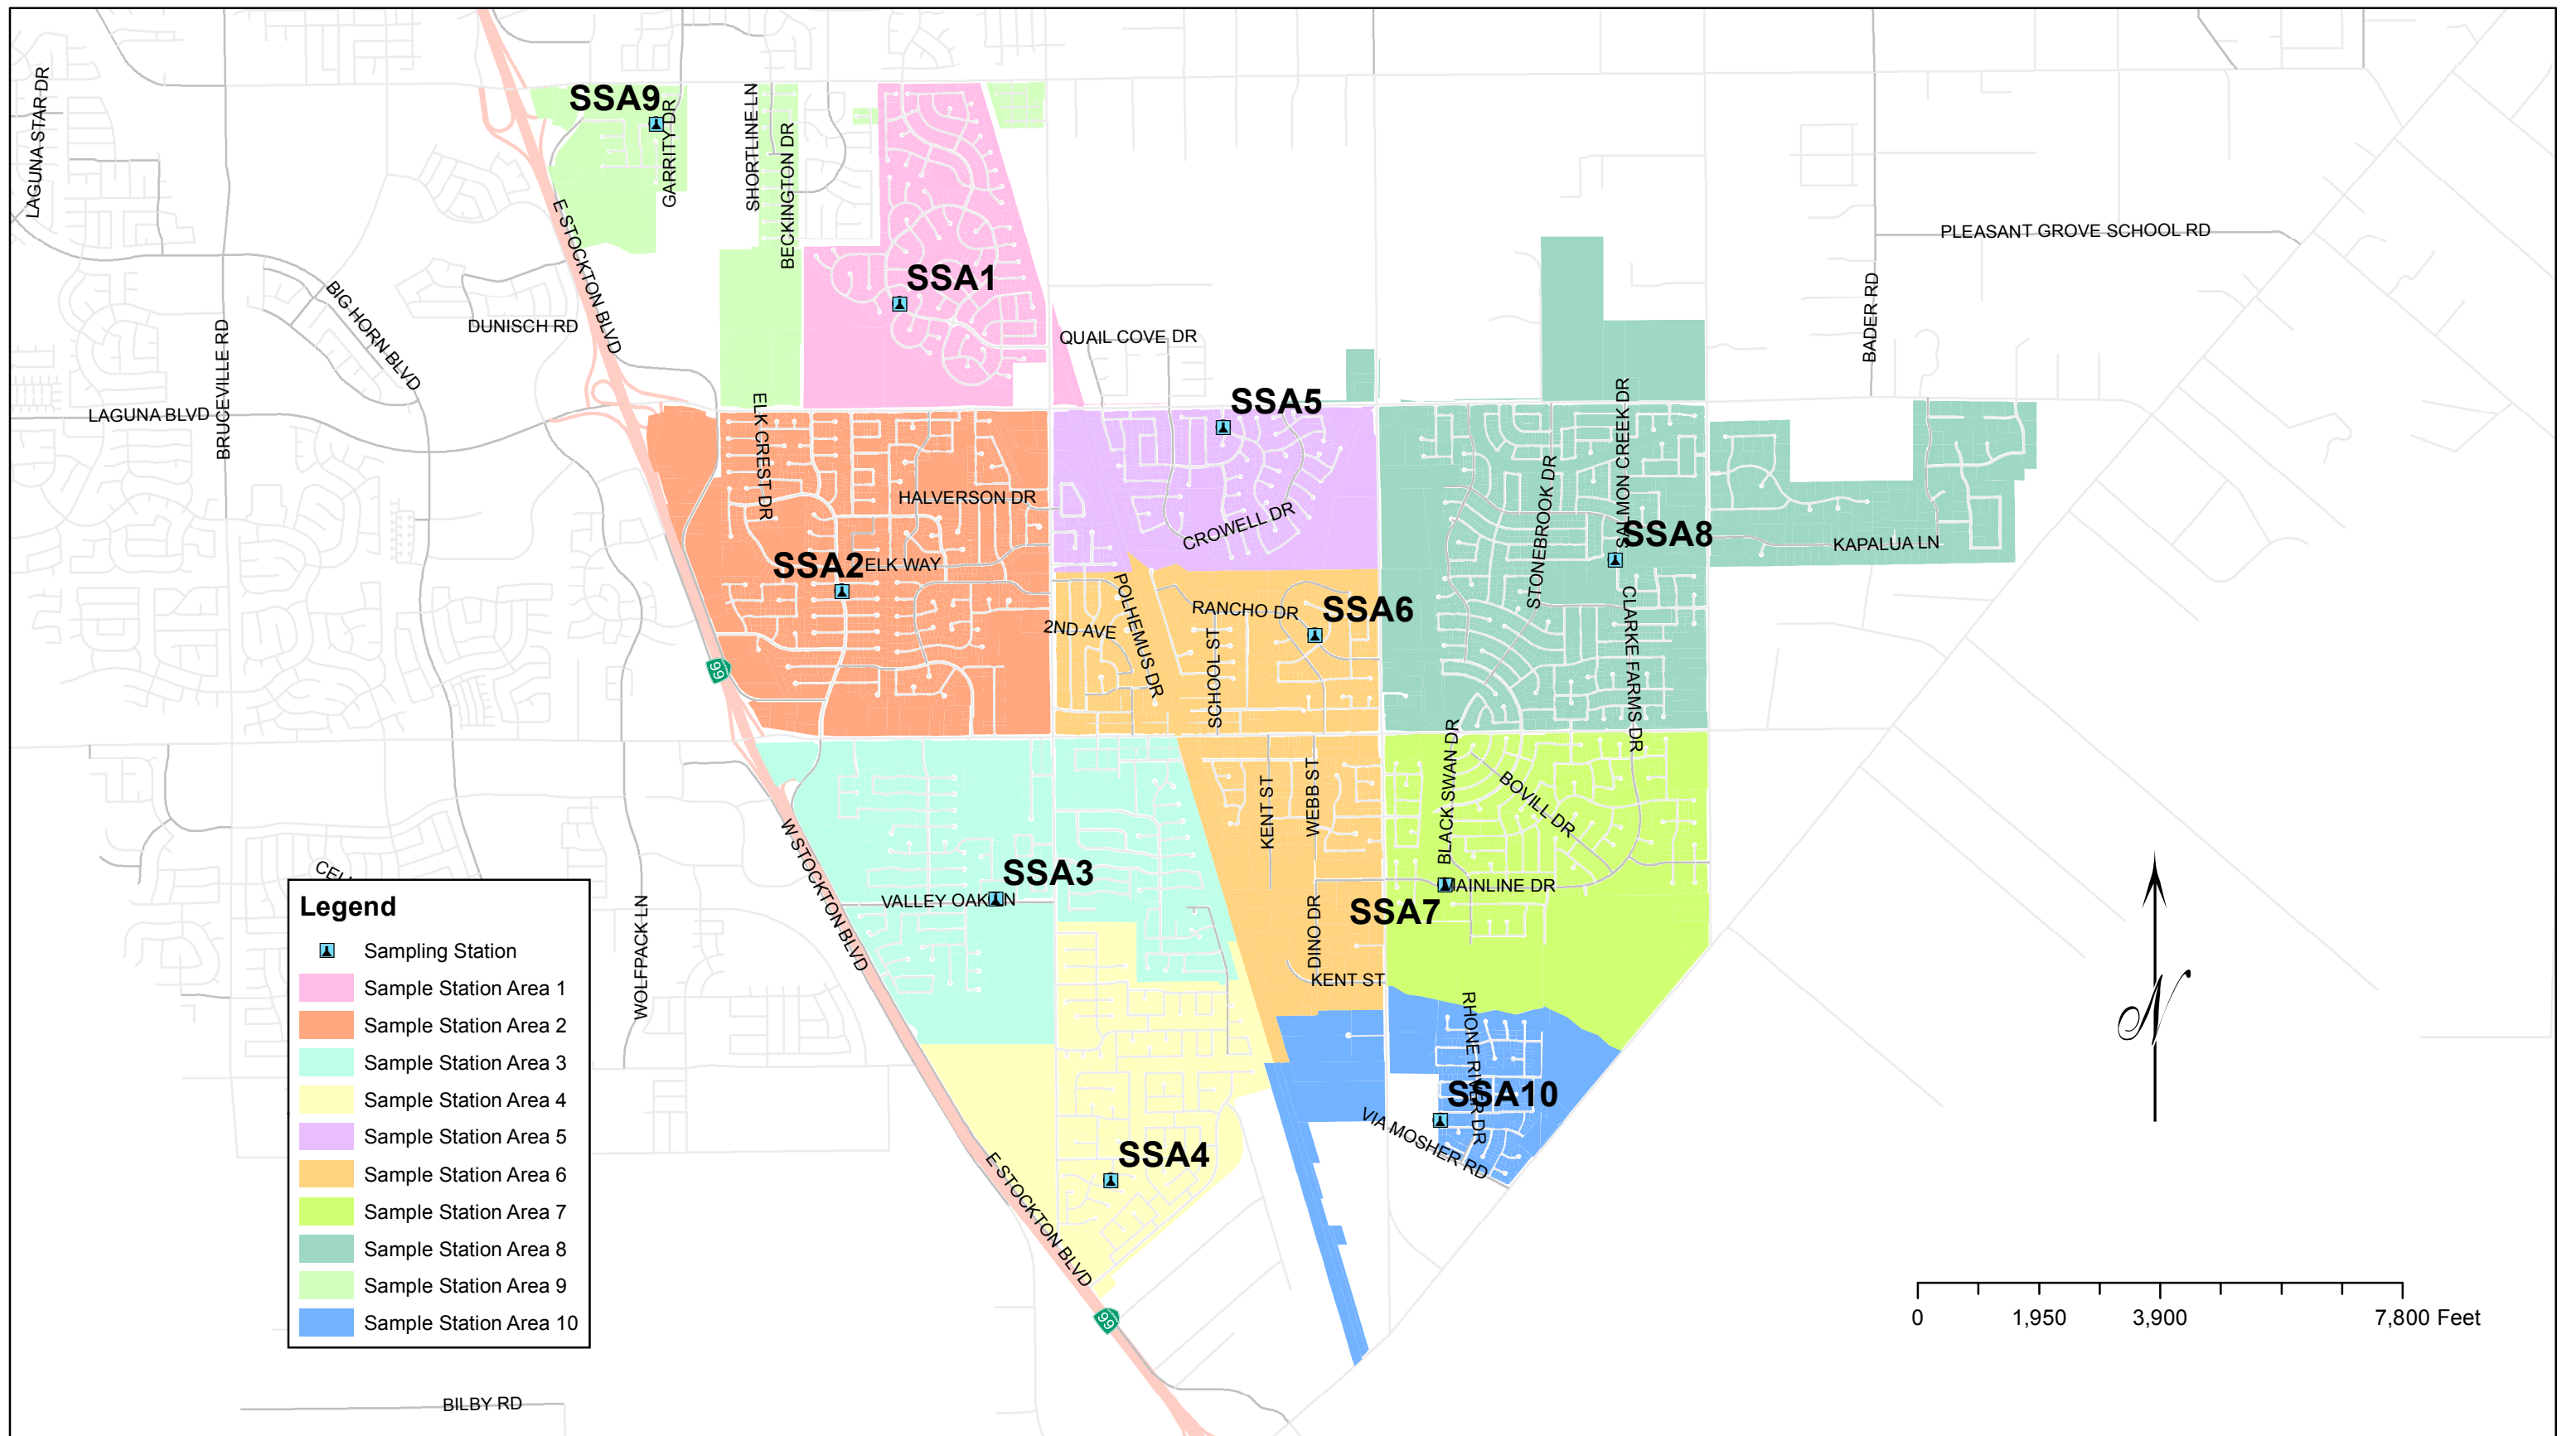 LAGUNA STAR DR
SSA9
GARRITY DR
SHORTLINE LN
BECKINGTON DR
E STOCKTON BLVD
PLEASANT GROVE SCHOOL RD
BADER RD
SSA1
BIG HORN BLVD
DUNISCH RD
BRUCEVILLE RD
QUAIL COVE DR
LAGUNA BLVD
ELK CREST DR
SSA5
SALMON CREEK DR
HALVERSON DR
CROWELL DR
STONEBROOK DR
SSA8
KAPALUA LN
SSA2
ELK WAY
POLHEMUS DR
RANCHO DR
SSA6
2ND AVE
SCHOOL ST
CLARKE FARMS DR
99
BLACK SWAN DR
BOVILL DR
KENT ST
WEBB ST
W STOCKTON BLVD
SSA3
VALLEY OAK LN
MAINLINE DR
SSA7
DINO DR
WOLFPACK LN
KENT ST
RHONE RIVER DR
SSA10
VIA MOSHER RD
SSA4
E STOCKTON BLVD
99
BILBY RD
Legend
Sampling Station
Sample Station Area 1
Sample Station Area 2
Sample Station Area 3
Sample Station Area 4
Sample Station Area 5
Sample Station Area 6
Sample Station Area 7
Sample Station Area 8
Sample Station Area 9
Sample Station Area 10
N
0 1,950 3,900 7,800 Feet